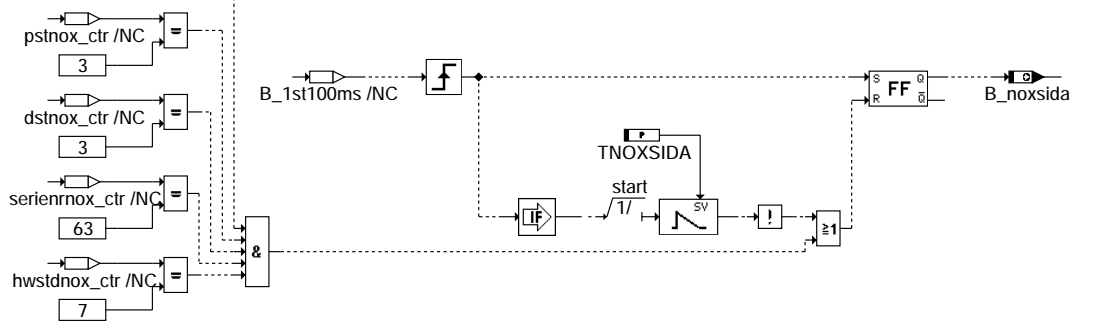 pstnox_ctr /NC
3
=
dstnox_ctr /NC
3
=
serienrnox_ctr /NC
63
=
hwstdnox_ctr /NC
7
=
&
B_1st100ms /NC
P
TNOXSIDA
IF
start
1/
SV
!
≥1
S Q
FF
R Q̅
B_noxsida